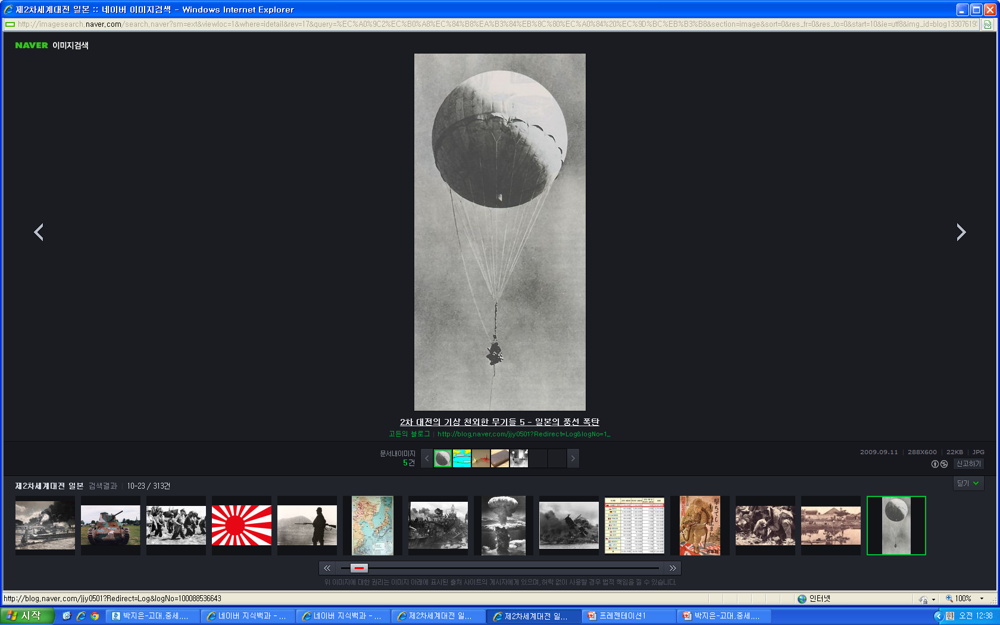 제2차세계대전 일본 :: 네이버 이미지검색 - Windows Internet Explorer
http://imagesearch.naver.com/search.naver?sm=ext&viewloc=1&where=idetail&rev=17&query=%EC%A0%9C2%EC%B0%A8%EC%84%B8%EA%B3%84%EB%8C%80%EC%A0%84%20%EC%9D%BC%EB%B3%B8&section=image&sort=0&res_fr=0&res_to=0&start=10&ie=utf8&img_id=blog1330761
NAVER 이미지검색
2차 대전의 기상 천외한 무기들 5 - 일본의 풍선 폭탄
고든의 블로그 | http://blog.naver.com/jjy0501?Redirect=Log&logNo=1...
문서내이미지
5건
2009.09.11 | 288X600 | 22KB | JPG
신고하기
제2차세계대전 일본 검색결과 | 10-23 / 313건
닫기
위 이미지에 대한 권리는 이미지 아래에 표시된 출처 사이트의 게시자에게 있으며, 허락 없이 사용할 경우 법적 책임을 질 수 있습니다.
http://blog.naver.com/jjy0501?Redirect=Log&logNo=100088536643
인터넷
100%
시작
박지은-고대,중세,...
네이버 지식백과 - ...
네이버 지식백과 - ...
제2차세계대전 일...
제2차세계대전 일...
프레젠테이션1
박지은-고대,중세,...
한
오전 12:38